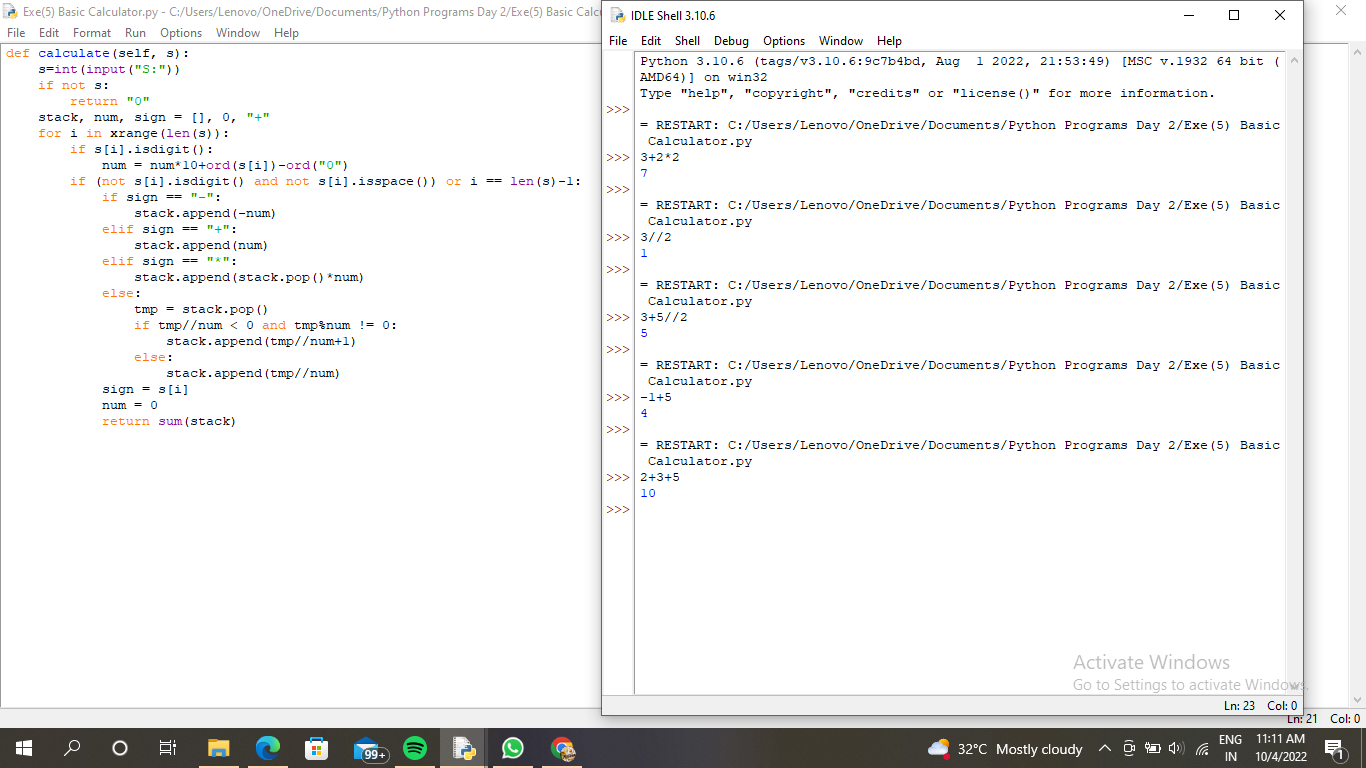 Exe(5) Basic Calculator.py - C:/Users/Lenovo/OneDrive/Documents/Python Programs Day 2/Exe(5) Basic Calc
File Edit Format Run Options Window Help
def calculate(self, s):
    s=int(input("S:"))
    if not s:
        return "0"
    stack, num, sign = [], 0, "+"
    for i in xrange(len(s)):
        if s[i].isdigit():
            num = num*10+ord(s[i])-ord("0")
        if (not s[i].isdigit() and not s[i].isspace()) or i == len(s)-1:
            if sign == "-":
                stack.append(-num)
            elif sign == "+":
                stack.append(num)
            elif sign == "*":
                stack.append(stack.pop()*num)
            else:
                tmp = stack.pop()
                if tmp//num < 0 and tmp%num != 0:
                    stack.append(tmp//num+1)
                else:
                    stack.append(tmp//num)
            sign = s[i]
            num = 0
            return sum(stack)
IDLE Shell 3.10.6
File Edit Shell Debug Options Window Help
Python 3.10.6 (tags/v3.10.6:9c7b4bd, Aug  1 2022, 21:53:49) [MSC v.1932 64 bit (
AMD64)] on win32
Type "help", "copyright", "credits" or "license()" for more information.
>>>
= RESTART: C:/Users/Lenovo/OneDrive/Documents/Python Programs Day 2/Exe(5) Basic
 Calculator.py
>>> 3+2*2
7
>>>
= RESTART: C:/Users/Lenovo/OneDrive/Documents/Python Programs Day 2/Exe(5) Basic
 Calculator.py
>>> 3//2
1
>>>
= RESTART: C:/Users/Lenovo/OneDrive/Documents/Python Programs Day 2/Exe(5) Basic
 Calculator.py
>>> 3+5//2
5
>>>
= RESTART: C:/Users/Lenovo/OneDrive/Documents/Python Programs Day 2/Exe(5) Basic
 Calculator.py
>>> -1+5
4
>>>
= RESTART: C:/Users/Lenovo/OneDrive/Documents/Python Programs Day 2/Exe(5) Basic
 Calculator.py
>>> 2+3+5
10
>>>
Activate Windows
Go to Settings to activate Windows.
Ln: 23 Col: 0
Ln: 21 Col: 0
99+
32°C Mostly cloudy
ENG
IN
11:11 AM
10/4/2022
1